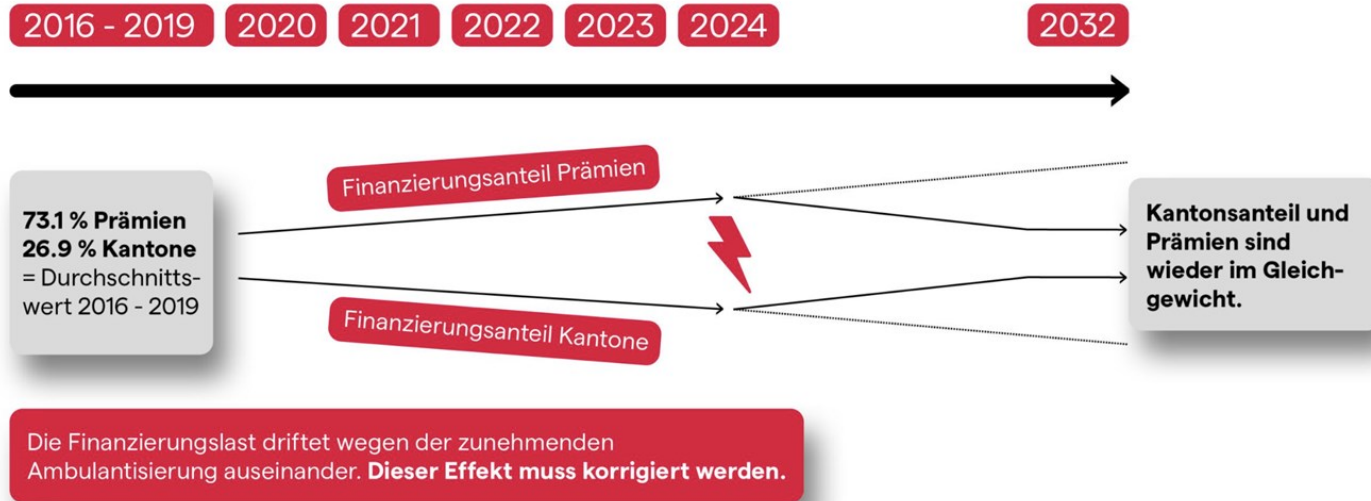 2016 - 2019 2020 2021 2022 2023 2024 2032
Finanzierungsanteil Prämien
73.1 % Prämien
26.9 % Kantone
= Durchschnitts-
wert 2016 - 2019
Kantonsanteil und
Prämien sind
wieder im Gleich-
gewicht.
Finanzierungsanteil Kantone
Die Finanzierungslast driftet wegen der zunehmenden
Ambulantisierung auseinander. Dieser Effekt muss korrigiert werden.